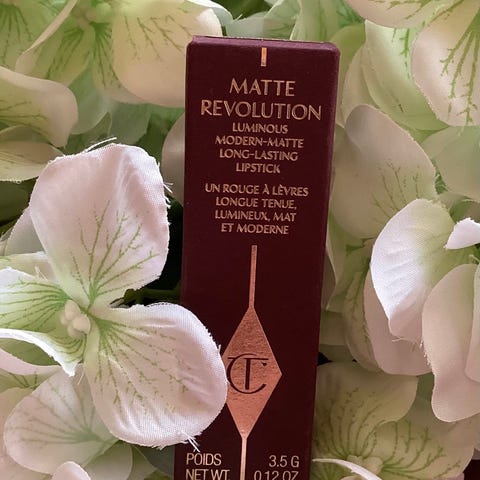 MATTE
REVOLUTION
LUMINOUS
MODERN-MATTE
LONG-LASTING
LIPSTICK
UN ROUGE À LÈVRES
LONGUE TENUE,
LUMINEUX, MAT
ET MODERNE
CT
POIDS 3.5 G
NET WT. 0.12 OZ